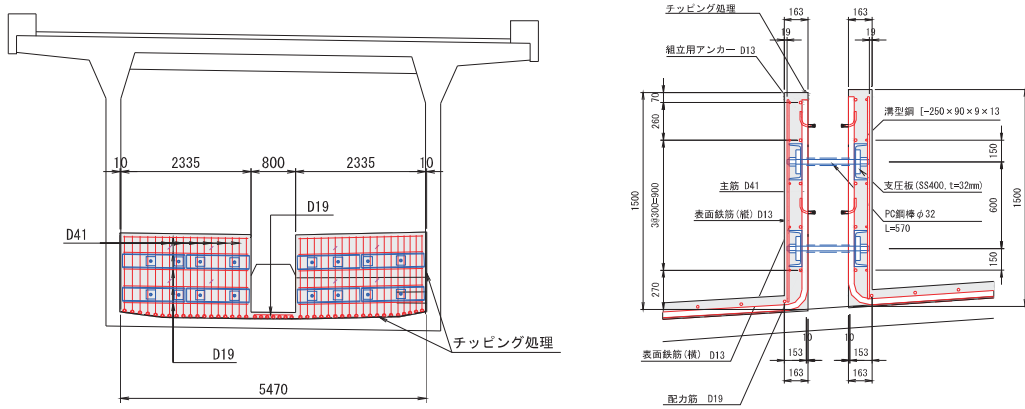 10
2335
800
2335
10
D19
D41
D19
チッピング処理
5470
チッピング処理
163
163
19
19
組立用アンカー D13
70
260
溝型鋼 [-250×90×9×13
150
主筋 D41
支圧板(SS400, t=32mm)
1500
3@300=900
600
1500
表面鉄筋(縦) D13
PC鋼棒φ32
L=570
150
270
10
10
表面鉄筋(横) D13
153
153
163
163
配力筋 D19